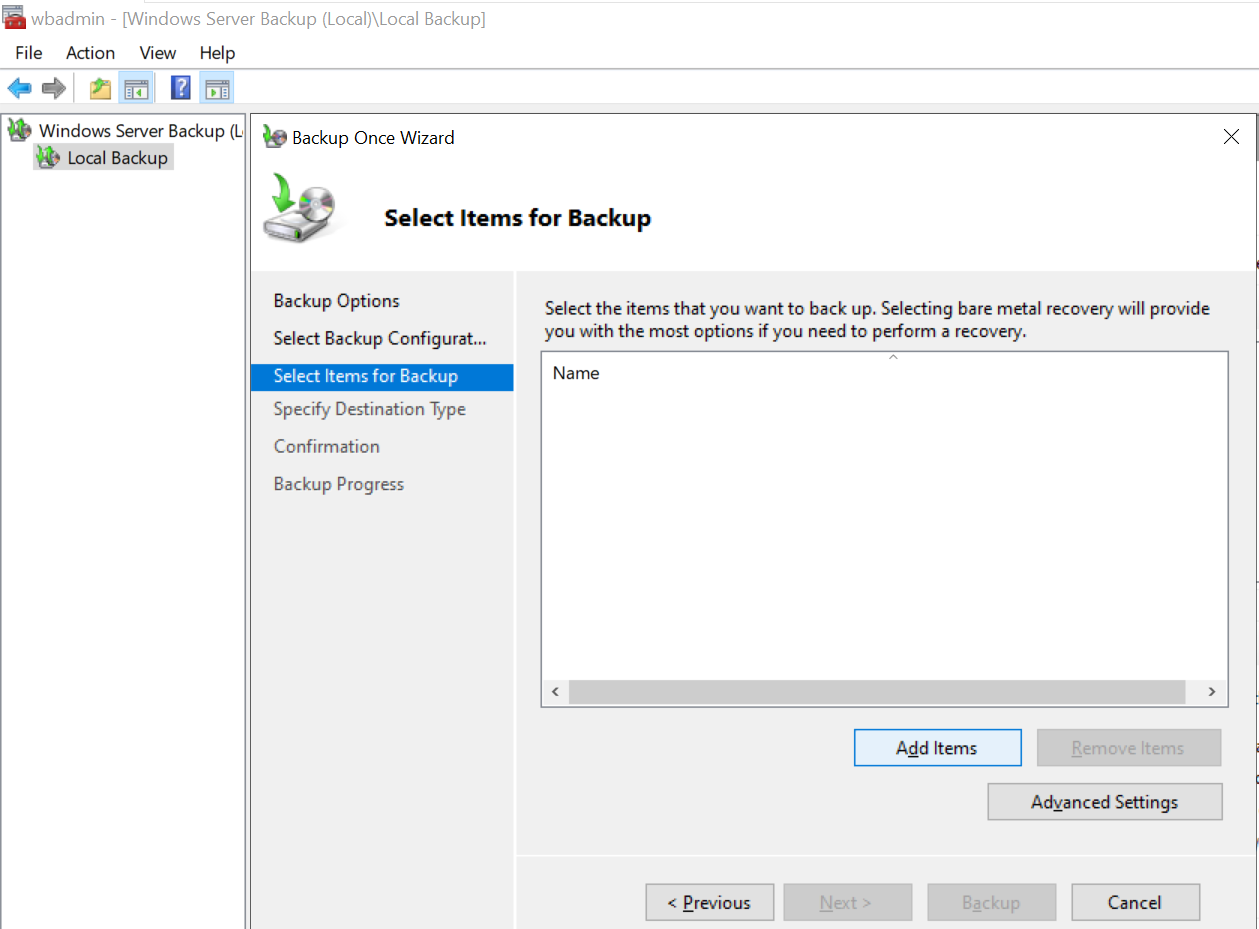 wbadmin - [Windows Server Backup (Local)\Local Backup]
File Action View Help
Windows Server Backup (L
Local Backup
Backup Once Wizard
Select Items for Backup
Backup Options
Select Backup Configurat...
Select Items for Backup
Specify Destination Type
Confirmation
Backup Progress
Select the items that you want to back up. Selecting bare metal recovery will provide
you with the most options if you need to perform a recovery.
Name
Add Items
Remove Items
Advanced Settings
< Previous
Next >
Backup
Cancel